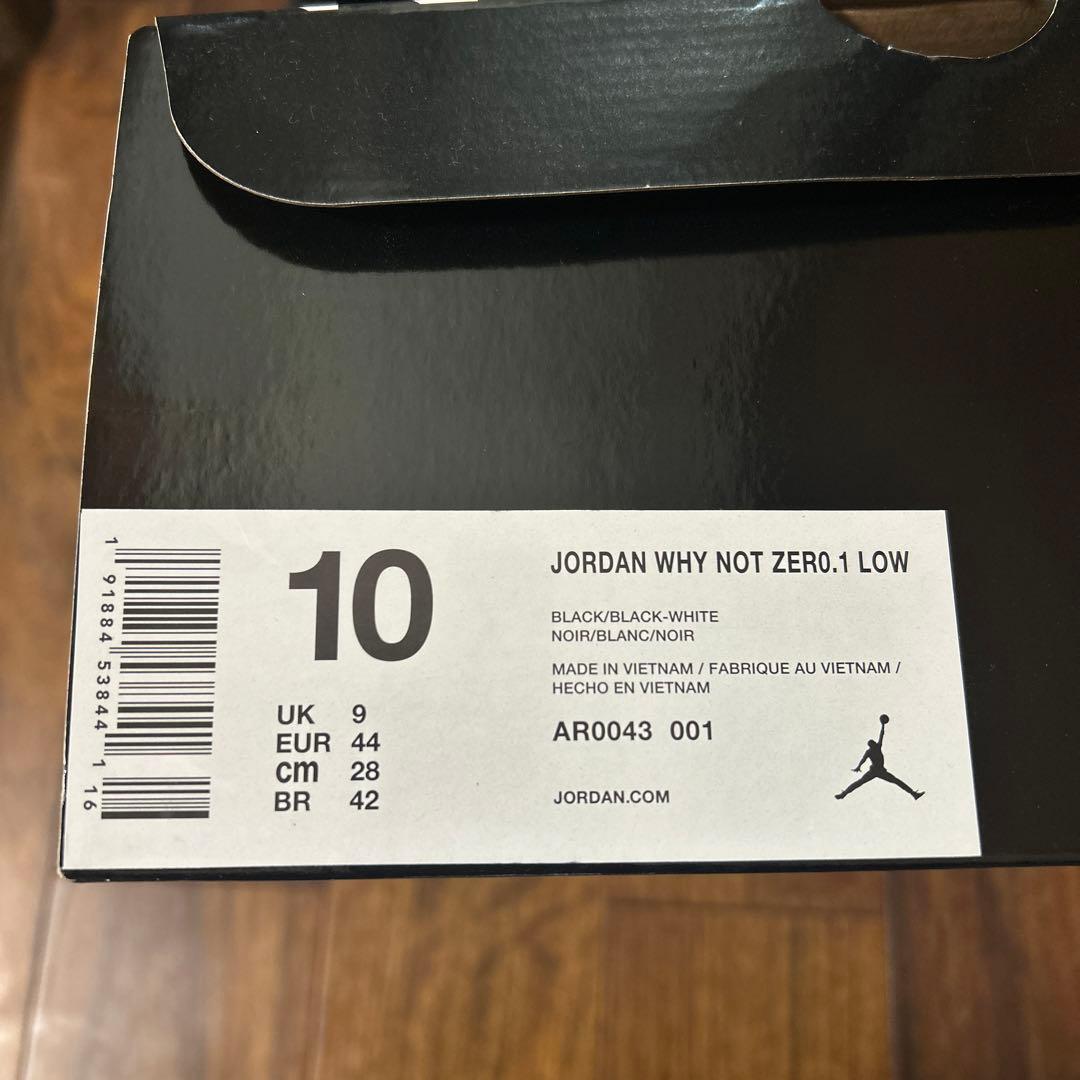 1 91884 53844 1 16
10
UK 9
EUR 44
cm 28
BR 42
JORDAN WHY NOT ZER0.1 LOW
BLACK/BLACK-WHITE
NOIR/BLANC/NOIR
MADE IN VIETNAM / FABRIQUE AU VIETNAM /
HECHO EN VIETNAM
AR0043 001
JORDAN.COM